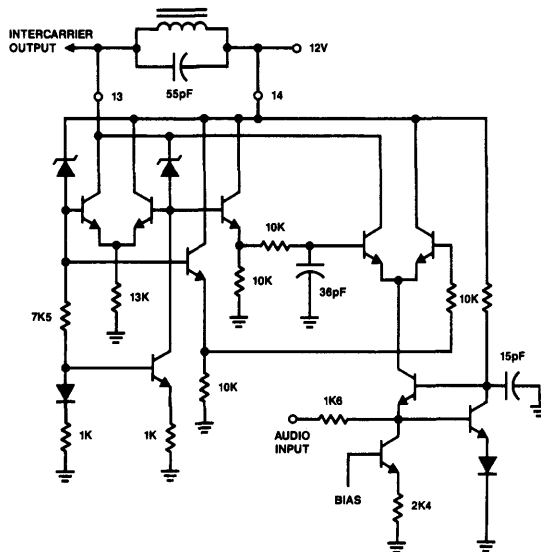 INTERCARRIER
OUTPUT
12V
55pF
13
14
10K
10K
36pF
10K
13K
7K5
15pF
10K
1K6
1K
1K
AUDIO
INPUT
BIAS
2K4